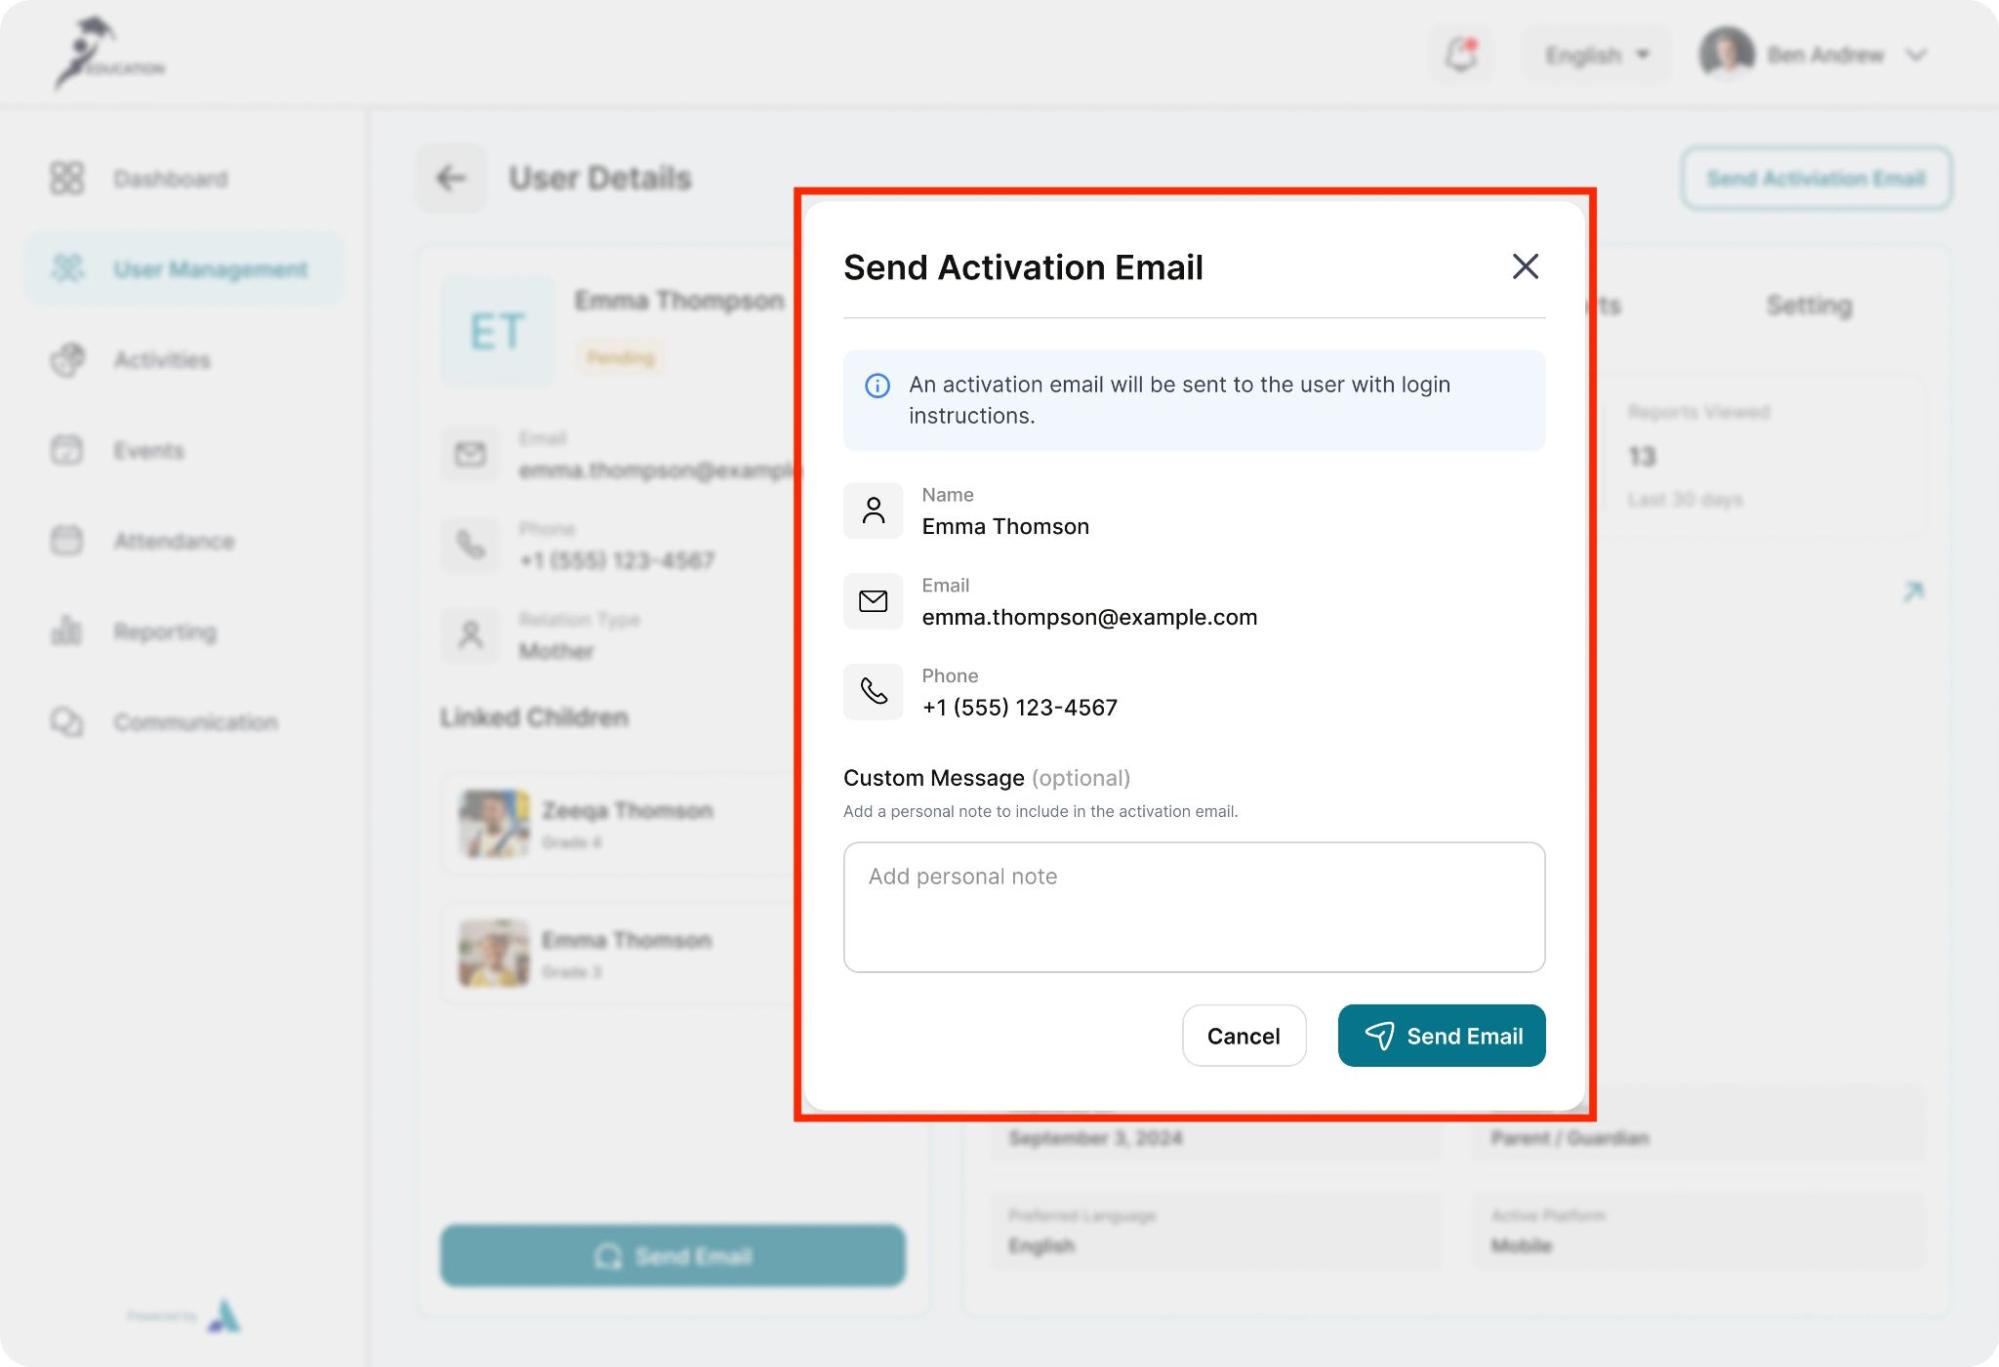 EDUCATION
English
Ben Andrew
Dashboard
User Management
Activities
Events
Attendance
Reporting
Communication
Powered by
User Details
Send Activiation Email
ET
Emma Thompson
Pending
Email
emma.thompson@example
Phone
+1 (555) 123-4567
Relation Type
Mother
Linked Children
Zeeqa Thomson
Grade 4
Emma Thomson
Grade 3
Send Email
Send Activation Email
An activation email will be sent to the user with login
instructions.
Name
Emma Thomson
Email
emma.thompson@example.com
Phone
+1 (555) 123-4567
Custom Message (optional)
Add a personal note to include in the activation email.
Add personal note
Cancel
Send Email
Setting
Reports Viewed
13
Last 30 days
September 3, 2024
Parent / Guardian
Preferred Language
English
Active Platform
Mobile